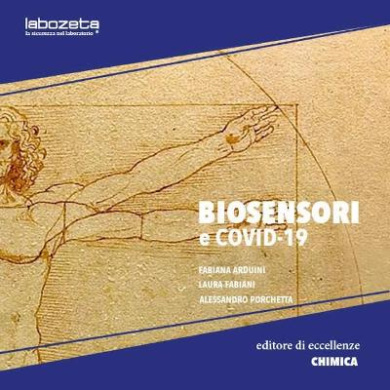 labozeta
la sicurezza nel laboratorio ®
BIOSENSORI
e COVID-19
FABIANA ARDUINI
LAURA FABIANI
ALESSANDRO PORCHETTA
editore di eccellenze
CHIMICA